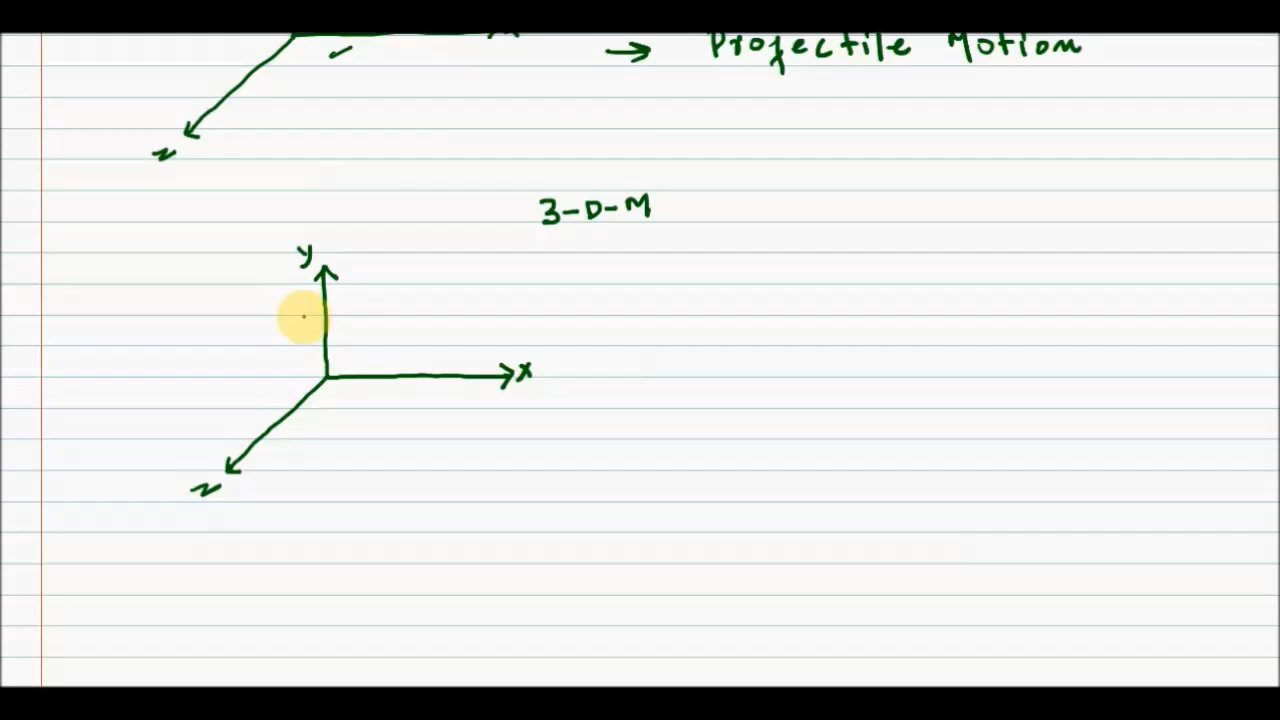 → Projectile Motion
z
3-D-M
y
x
z